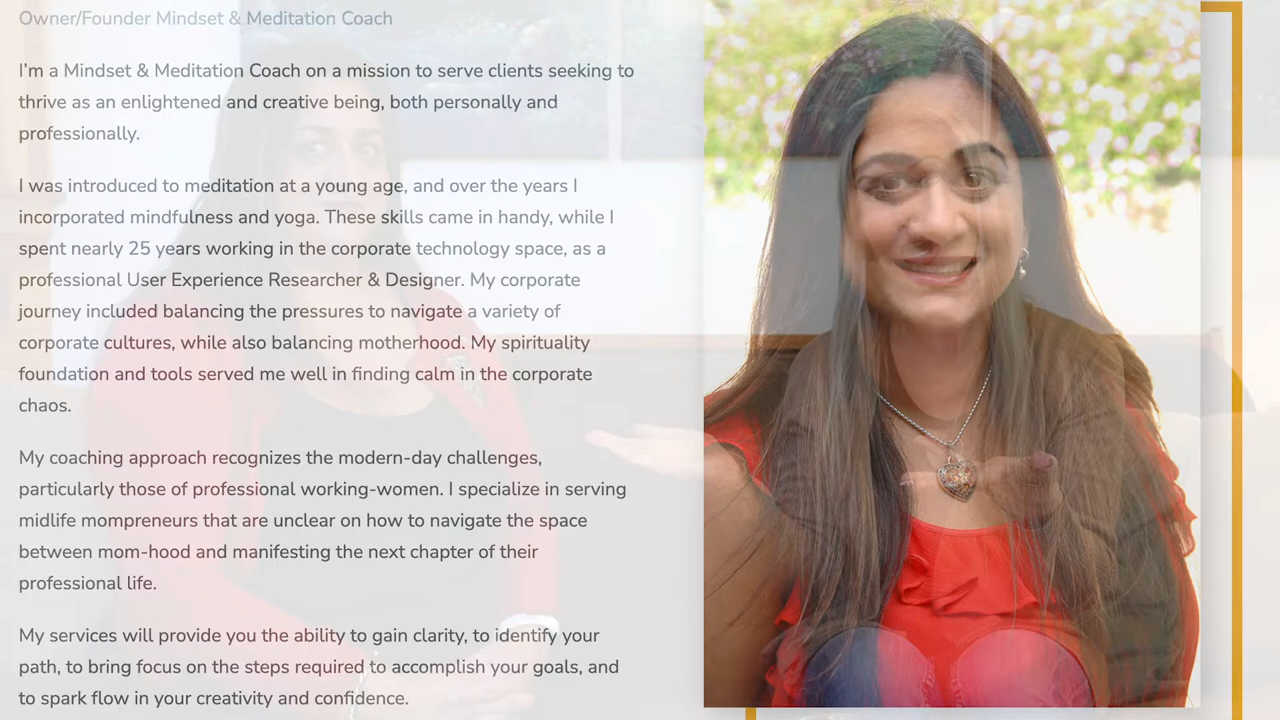 Owner/Founder Mindset & Meditation Coach
I'm a Mindset & Meditation Coach on a mission to serve clients seeking to
thrive as an enlightened and creative being, both personally and
professionally.
I was introduced to meditation at a young age, and over the years I
incorporated mindfulness and yoga. These skills came in handy, while I
spent nearly 25 years working in the corporate technology space, as a
professional User Experience Researcher & Designer. My corporate
journey included balancing the pressures to navigate a variety of
corporate cultures, while also balancing motherhood. My spirituality
foundation and tools served me well in finding calm in the corporate
chaos.
My coaching approach recognizes the modern-day challenges,
particularly those of professional working-women. I specialize in serving
midlife mompreneurs that are unclear on how to navigate the space
between mom-hood and manifesting the next chapter of their
professional life.
My services will provide you the ability to gain clarity, to identify your
path, to bring focus on the steps required to accomplish your goals, and
to spark flow in your creativity and confidence.